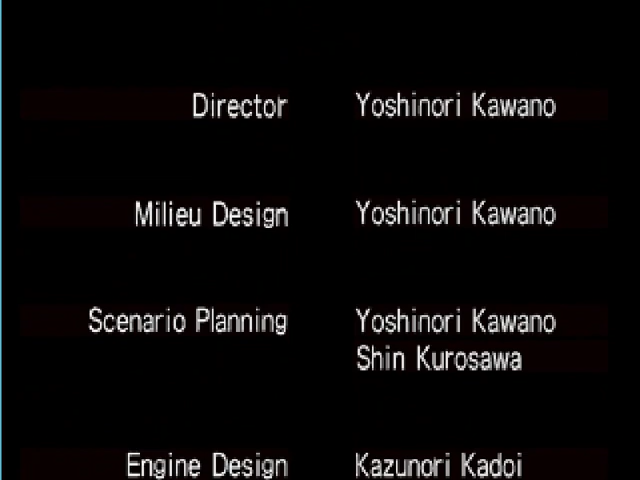 Director Yoshinori Kawano
Milieu Design Yoshinori Kawano
Scenario Planning Yoshinori Kawano
Shin Kurosawa
Engine Design Kazunori Kadoi